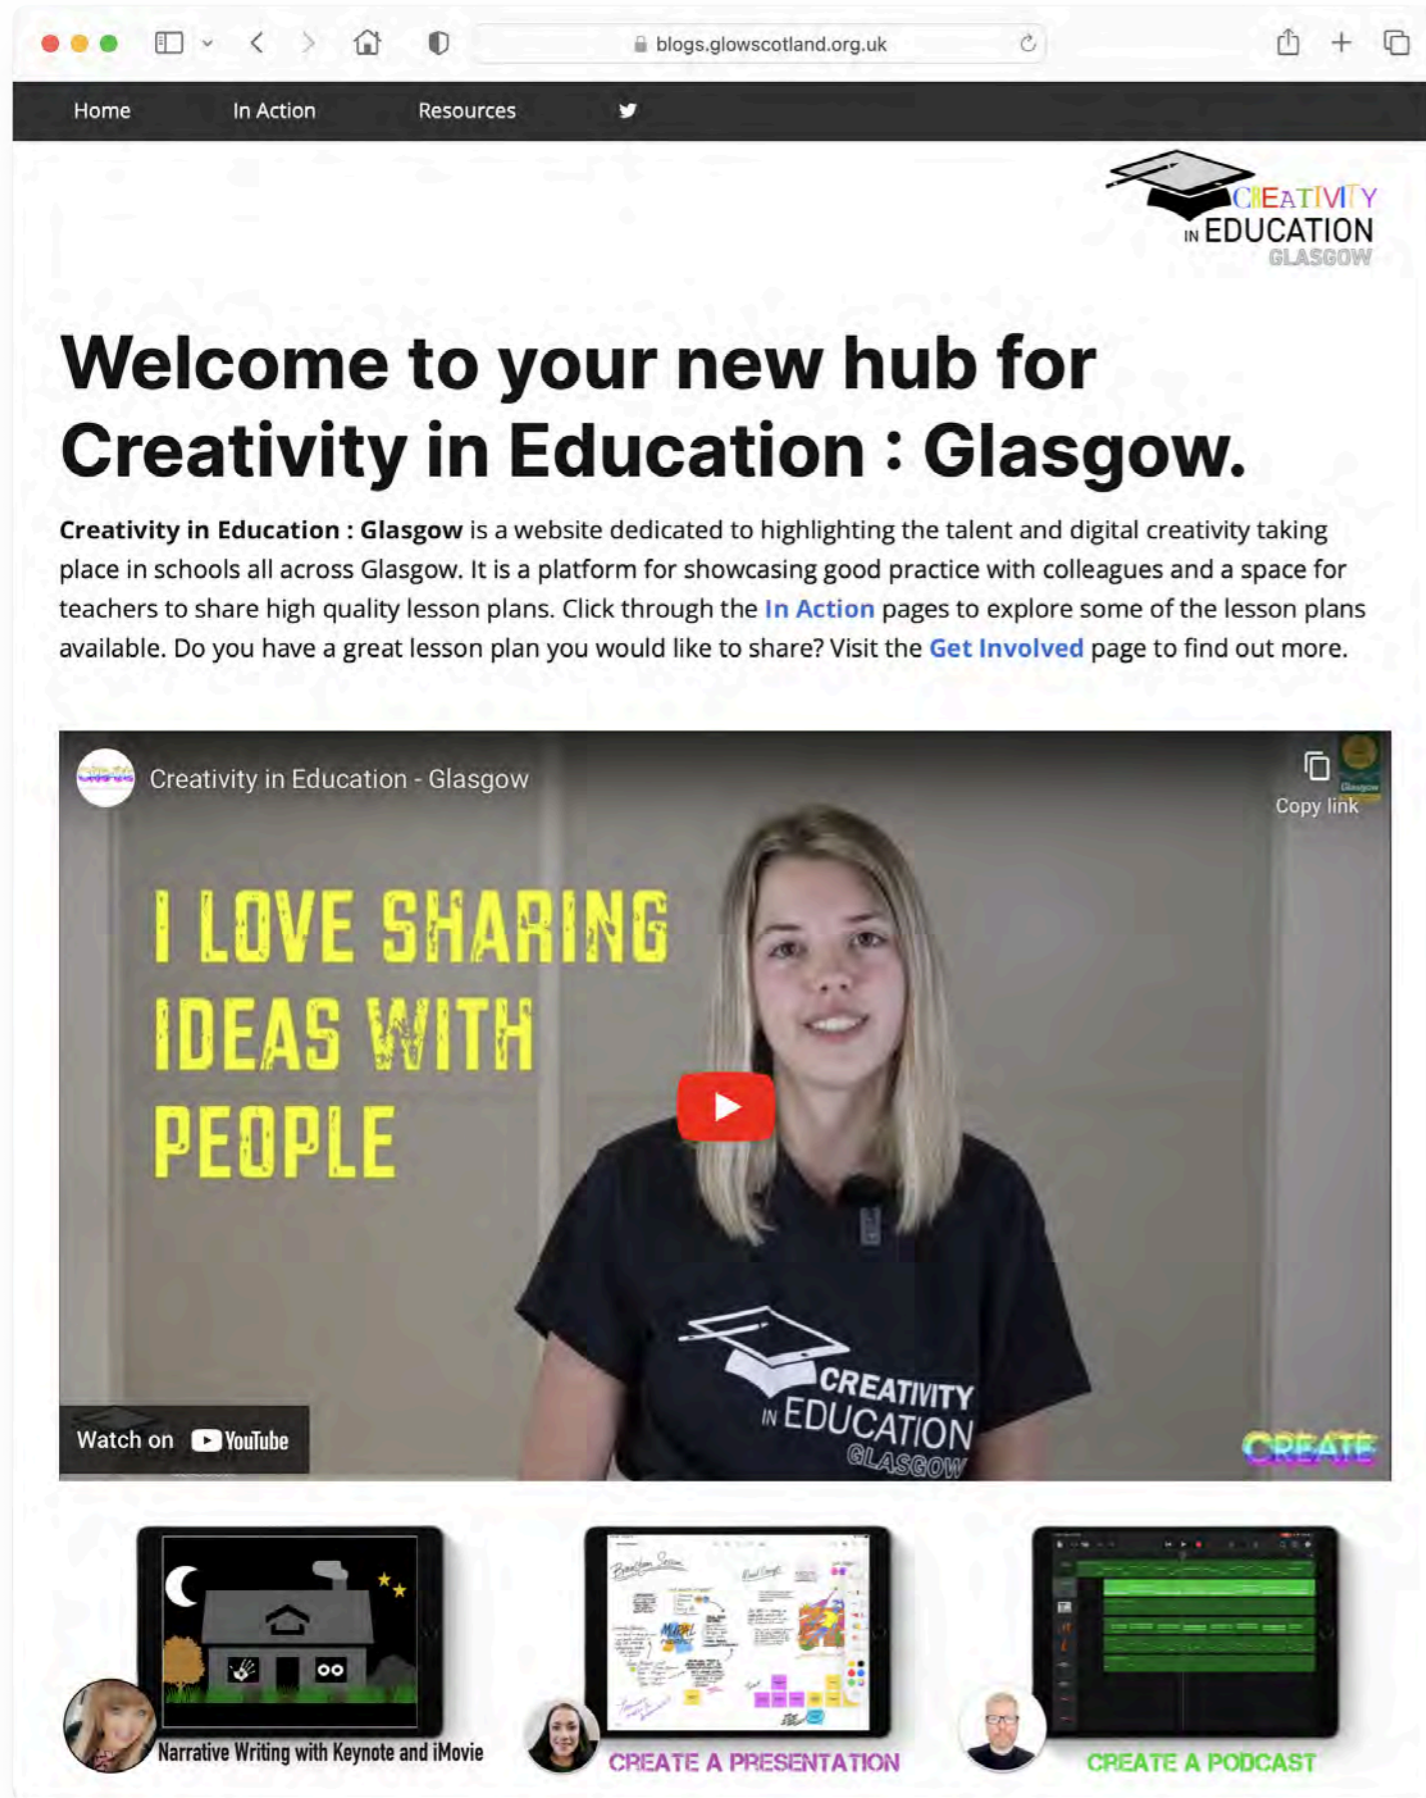 blogs.glowscotland.org.uk
Home In Action Resources
CREATIVITY
IN EDUCATION
GLASGOW
Welcome to your new hub for
Creativity in Education : Glasgow.
Creativity in Education : Glasgow is a website dedicated to highlighting the talent and digital creativity taking
place in schools all across Glasgow. It is a platform for showcasing good practice with colleagues and a space for
teachers to share high quality lesson plans. Click through the In Action pages to explore some of the lesson plans
available. Do you have a great lesson plan you would like to share? Visit the Get Involved page to find out more.
Creativity in Education - Glasgow
Glasgow
Copy link
I LOVE SHARING
IDEAS WITH
PEOPLE
CREATIVITY
IN EDUCATION
GLASGOW
Watch on YouTube
CREATE
Brainstorm Session
MURAL
Narrative Writing with Keynote and iMovie
CREATE A PRESENTATION
CREATE A PODCAST